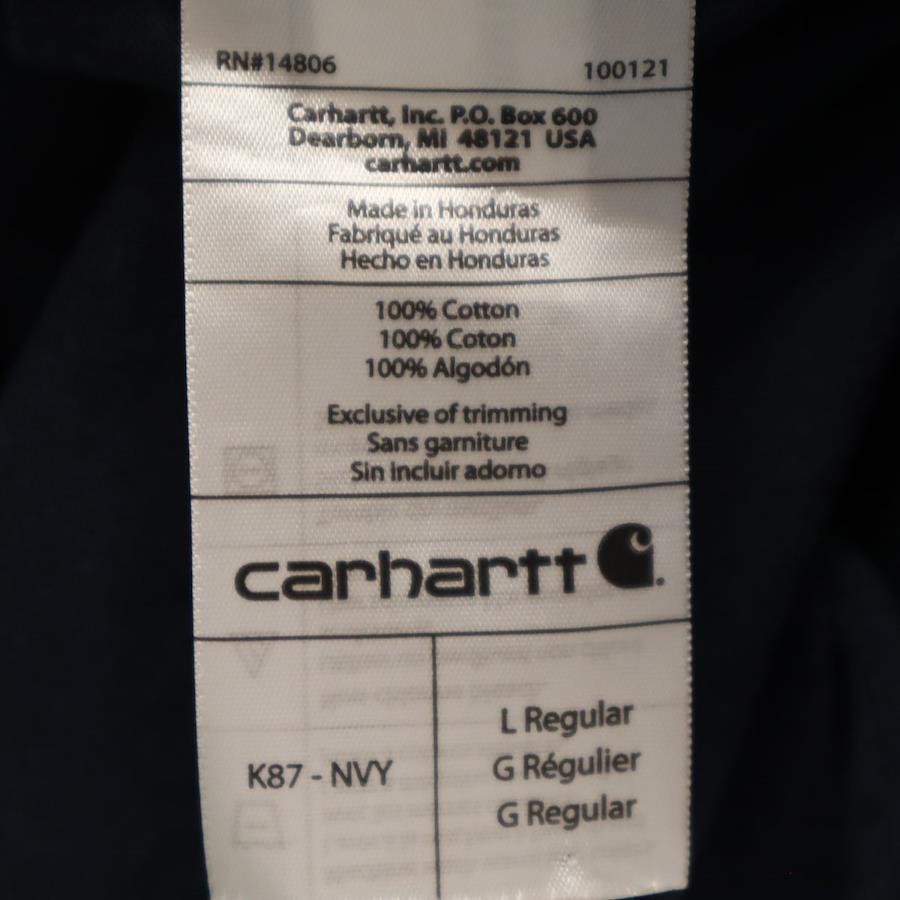 RN#14806 100121
Carhartt, Inc. P.O. Box 600
Dearborn, MI 48121 USA
carhartt.com
Made in Honduras
Fabriqué au Honduras
Hecho en Honduras
100% Cotton
100% Coton
100% Algodón
Exclusive of trimming
Sans garniture
Sin incluir adorno
carhartt
K87 - NVY
L Regular
G Régulier
G Regular